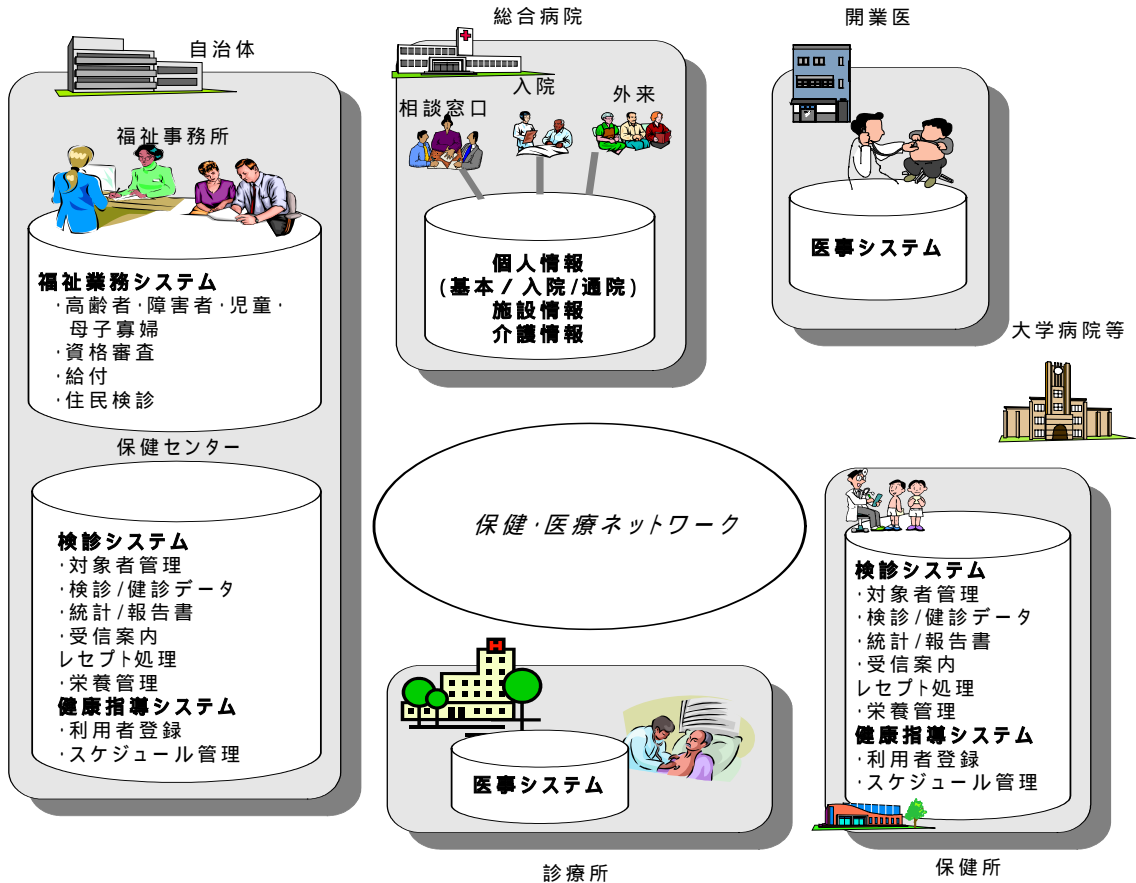 自治体
福祉事務所
福祉業務システム
・高齢者・障害者・児童・
母子寡婦
・資格審査
・給付
・住民検診
保健センター
検診システム
・対象者管理
・検診/健診データ
・統計/報告書
・受信案内
レセプト処理
・栄養管理
健康指導システム
・利用者登録
・スケジュール管理
総合病院
相談窓口
入院
外来
個人情報
(基本/入院/通院)
施設情報
介護情報
開業医
医事システム
大学病院等
保健・医療ネットワーク
H
医事システム
診療所
検診システム
・対象者管理
・検診/健診データ
・統計/報告書
・受信案内
レセプト処理
・栄養管理
健康指導システム
・利用者登録
・スケジュール管理
保健所